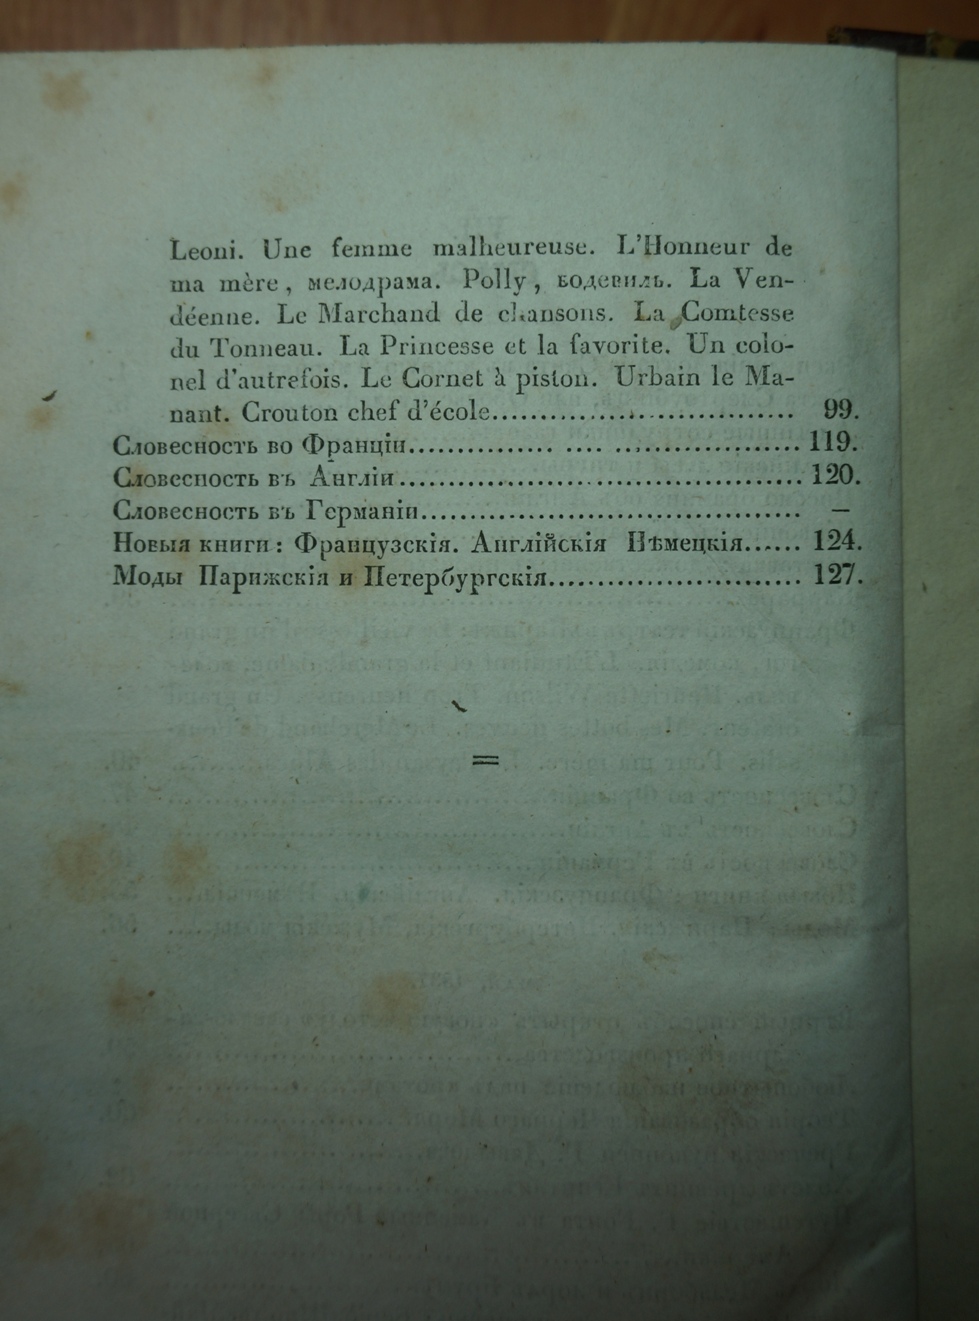 Leoni. Une femme malheureuse. L'Honneur de
ma mère, мелодрама. Polly, водевиль. La Ven-
déenne. Le Marchand de chansons. La Comtesse
du Tonneau. La Princesse et la favorite. Un colo-
nel d'autrefois. Le Cornet à piston. Urbain le Ma-
nant. Crouton chef d'école.................................. 99.
Словесность во Франціи.................................. 119.
Словесность въ Англіи.................................. 120.
Словесность въ Германіи.................................. —
Новыя книги: Французскія. Англійскія Нѣмецкія...... 124.
Моды Парижскія и Петербургскія.......................... 127.